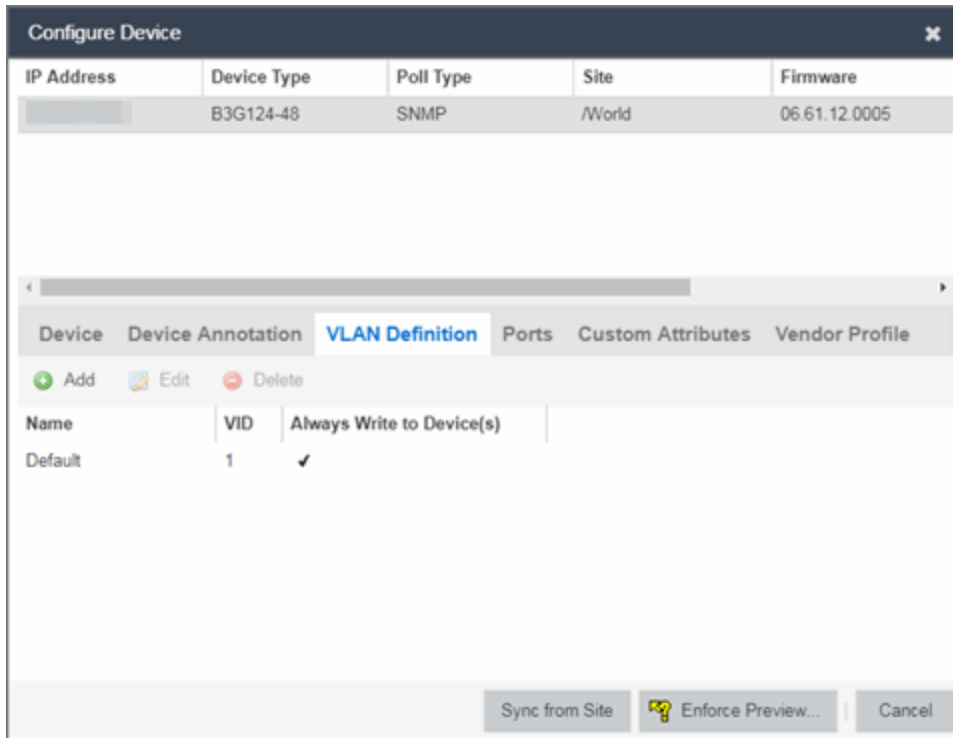 Configure Device
IP Address Device Type Poll Type Site Firmware
B3G124-48 SNMP /World 06.61.12.0005
Device Device Annotation VLAN Definition Ports Custom Attributes Vendor Profile
Add Edit Delete
Name VID Always Write to Device(s)
Default 1 ✔
Sync from Site Enforce Preview... Cancel